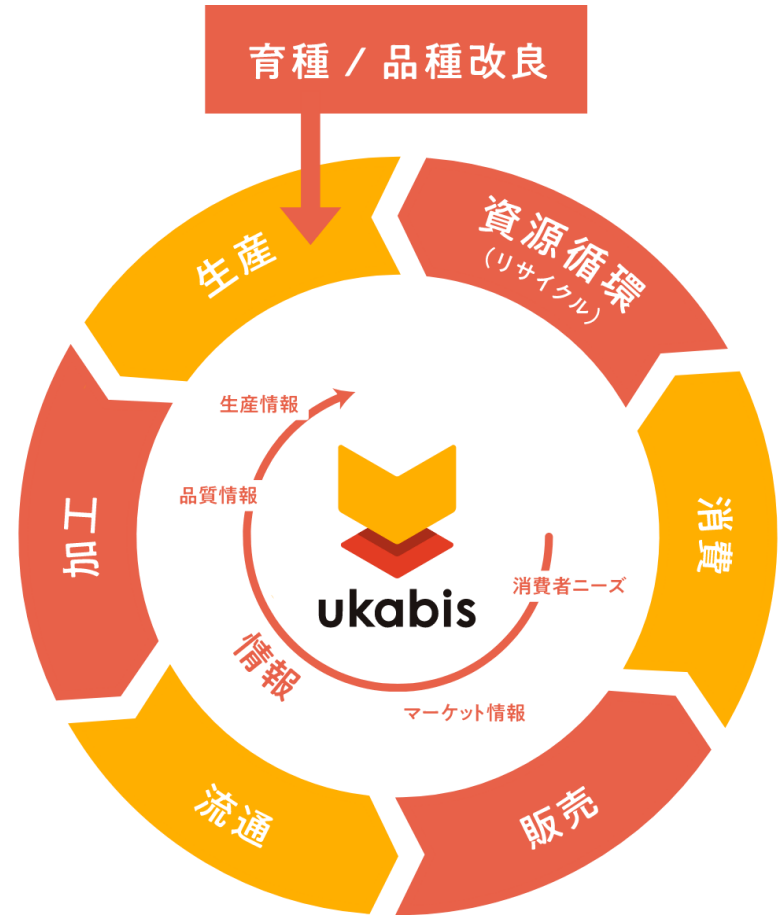 育種 / 品種改良
生産
資源循環
(リサイクル)
生産情報
品質情報
加工
消費
ukabis
消費者ニーズ
情報
マーケット情報
流通
販売